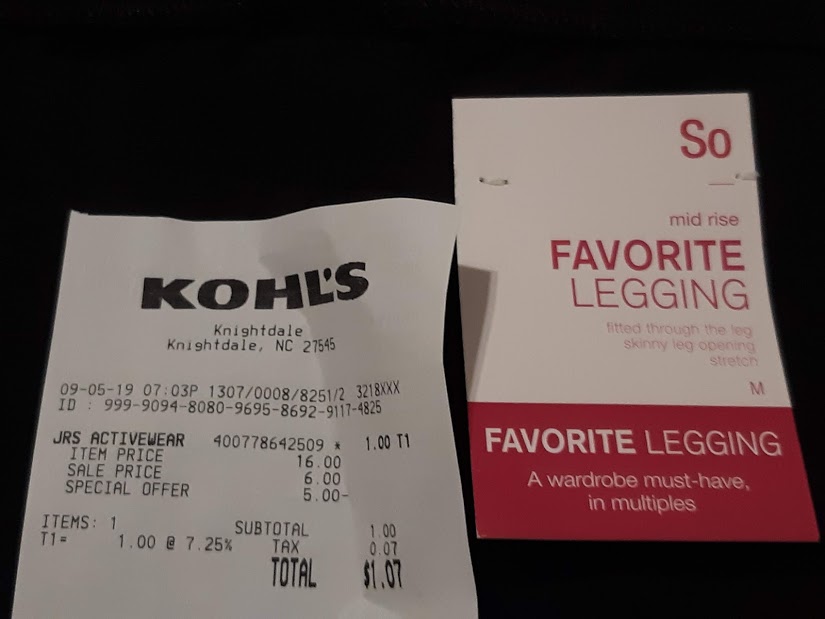 KOHL'S
Knightdale
Knightdale, NC 27545
09-05-19 07:03P 1307/0008/8251/2 3218XXX
ID : 999-9094-8080-9695-8692-9117-4825
JRS ACTIVEWEAR 400778642509 * 1.00 T1
ITEM PRICE 16.00
SALE PRICE 6.00
SPECIAL OFFER 5.00-
ITEMS: 1 SUBTOTAL 1.00
T1= 1.00 @ 7.25% TAX 0.07
TOTAL $1.07
So
mid rise
FAVORITE
LEGGING
fitted through the leg
skinny leg opening
stretch
M
FAVORITE LEGGING
A wardrobe must-have,
in multiples